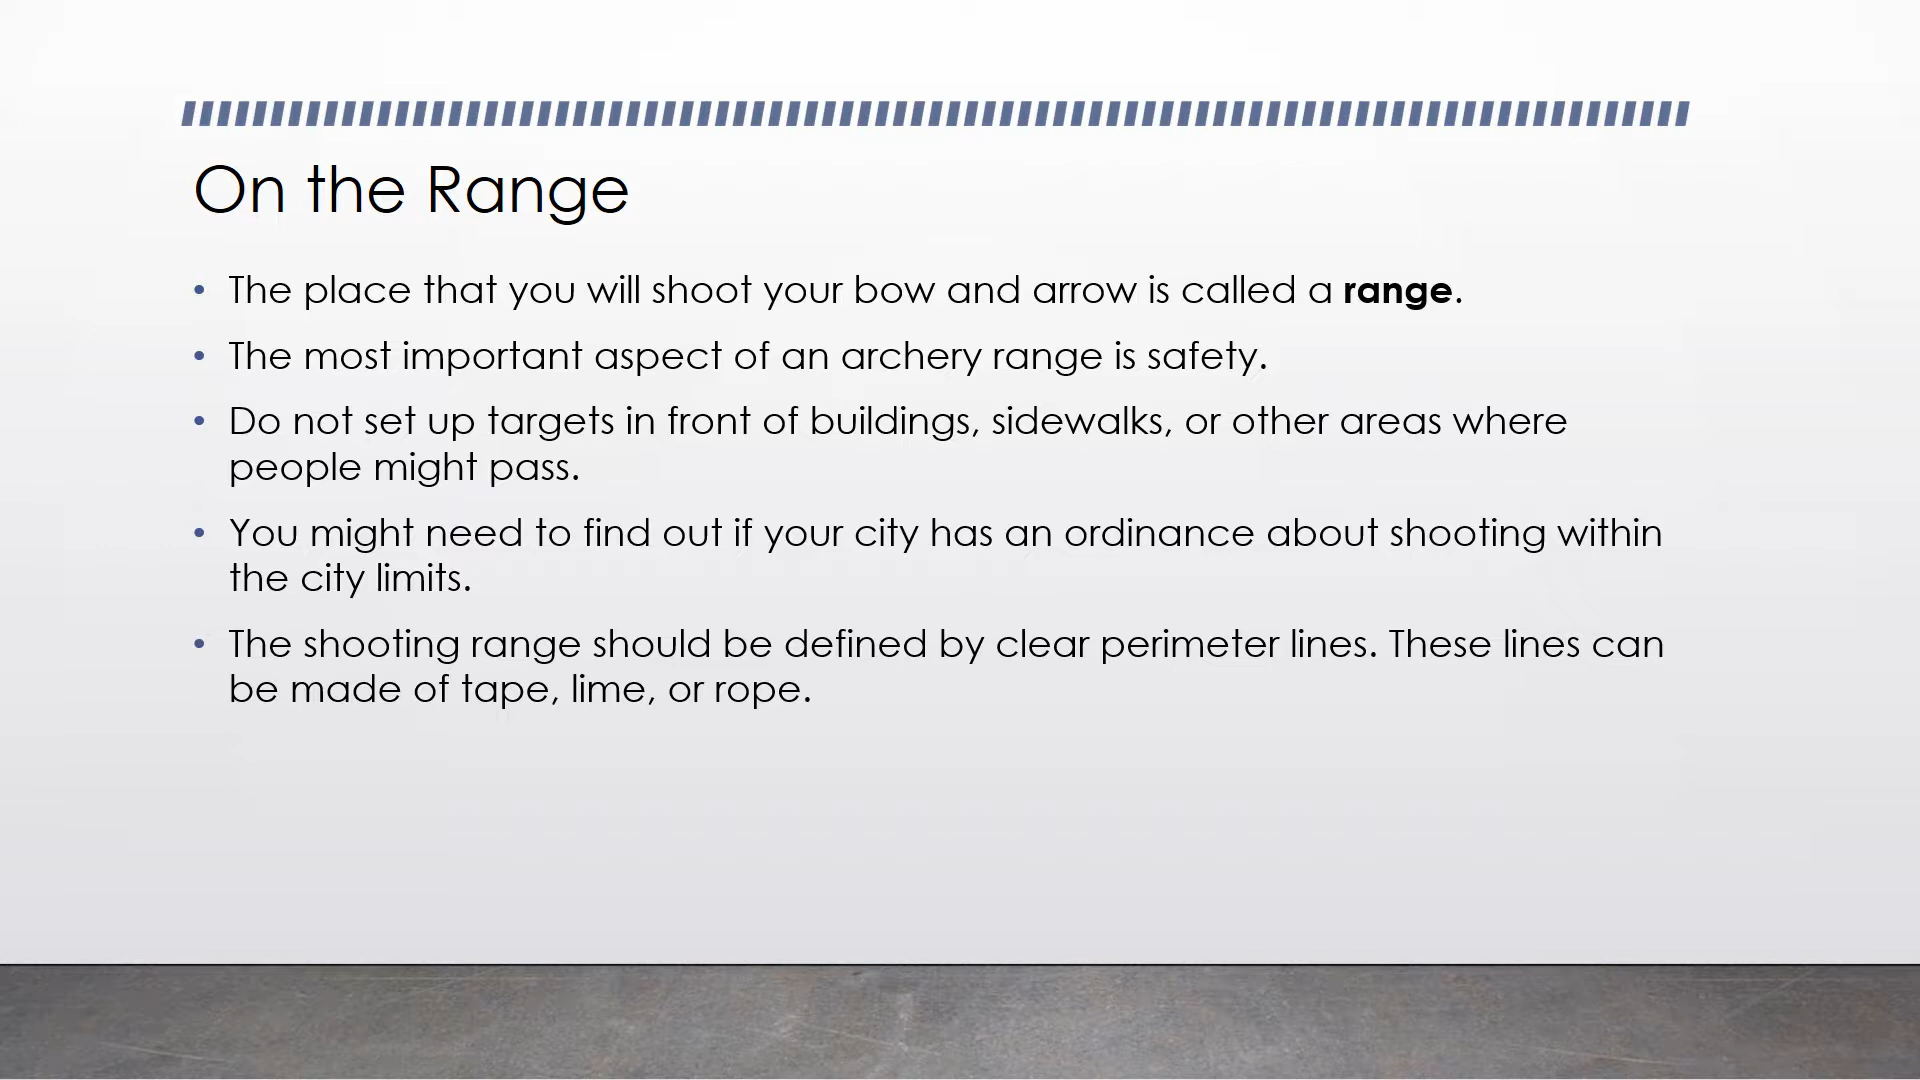 On the Range
• The place that you will shoot your bow and arrow is called a range.
• The most important aspect of an archery range is safety.
• Do not set up targets in front of buildings, sidewalks, or other areas where
people might pass.
• You might need to find out if your city has an ordinance about shooting within
the city limits.
• The shooting range should be defined by clear perimeter lines. These lines can
be made of tape, lime, or rope.